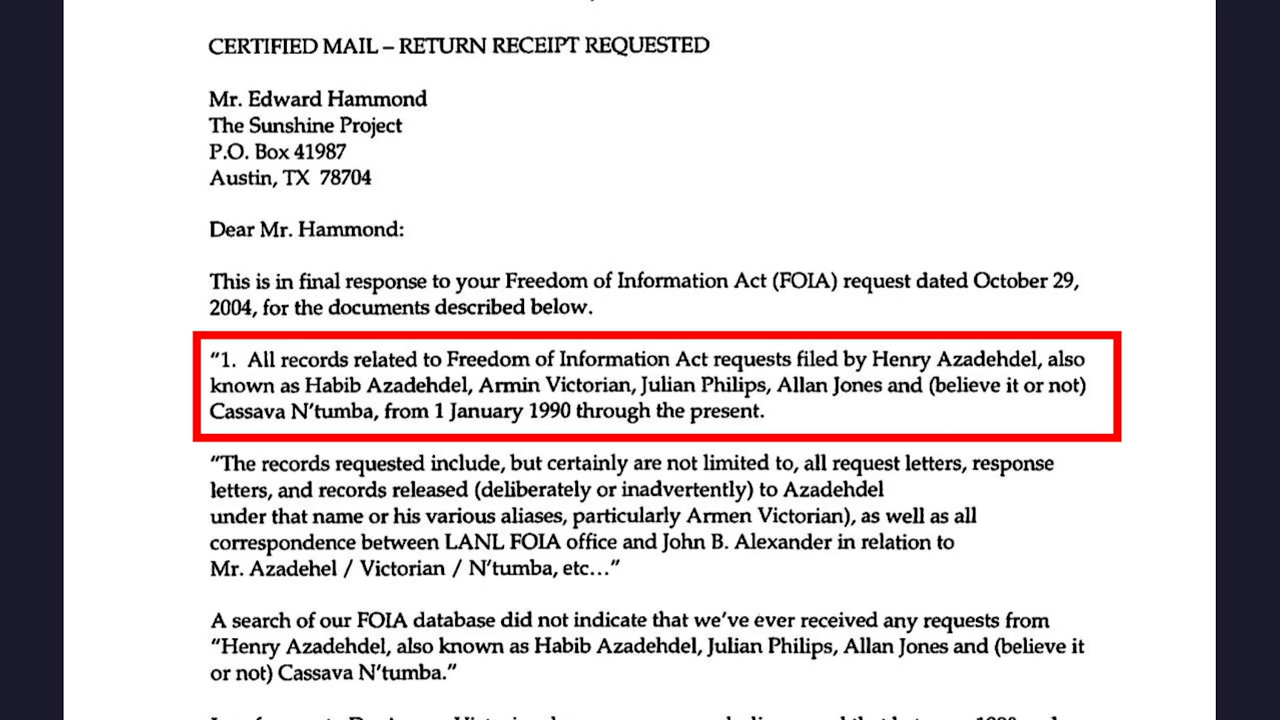 CERTIFIED MAIL – RETURN RECEIPT REQUESTED
Mr. Edward Hammond
The Sunshine Project
P.O. Box 41987
Austin, TX 78704
Dear Mr. Hammond:
This is in final response to your Freedom of Information Act (FOIA) request dated October 29,
2004, for the documents described below.
"1. All records related to Freedom of Information Act requests filed by Henry Azadehdel, also
known as Habib Azadehdel, Armin Victorian, Julian Philips, Allan Jones and (believe it or not)
Cassava N'tumba, from 1 January 1990 through the present.
"The records requested include, but certainly are not limited to, all request letters, response
letters, and records released (deliberately or inadvertently) to Azadehdel
under that name or his various aliases, particularly Armen Victorian), as well as all
correspondence between LANL FOIA office and John B. Alexander in relation to
Mr. Azadehel / Victorian / N'tumba, etc…"
A search of our FOIA database did not indicate that we've ever received any requests from
"Henry Azadehdel, also known as Habib Azadehdel, Julian Philips, Allan Jones and (believe it
or not) Cassava N'tumba."